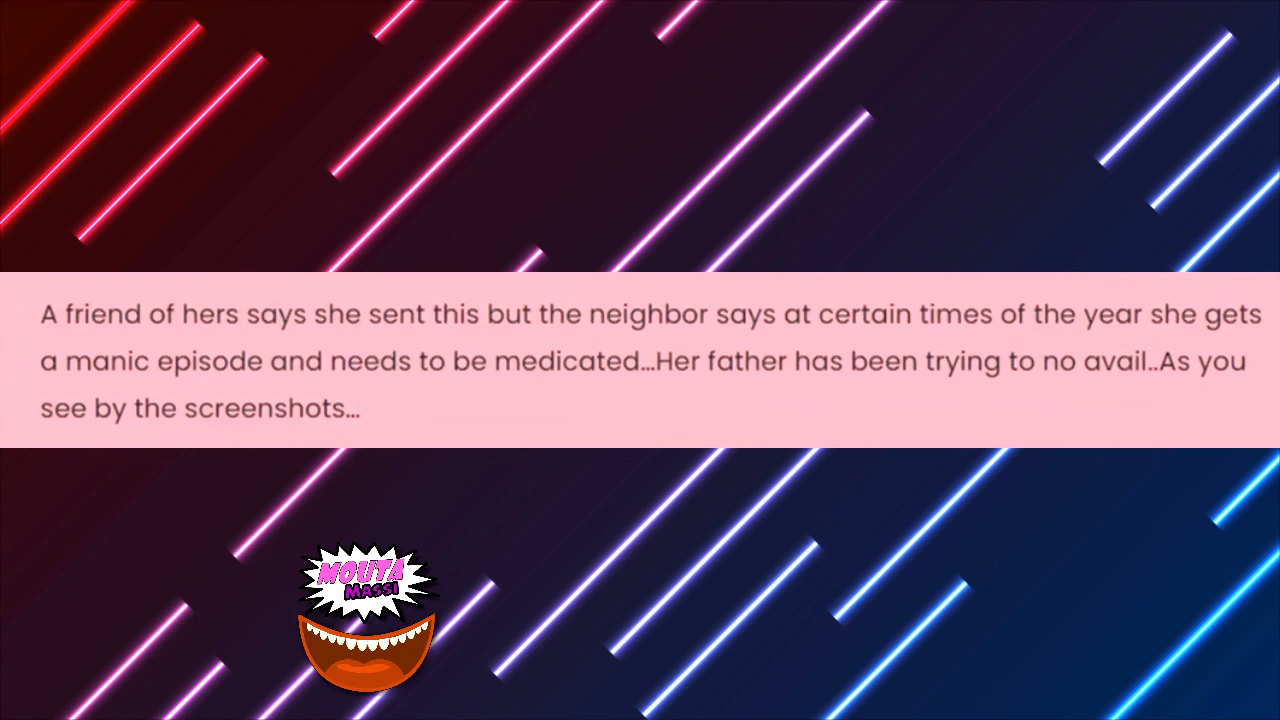 A friend of hers says she sent this but the neighbor says at certain times of the year she gets
a manic episode and needs to be medicated...Her father has been trying to no avail..As you
see by the screenshots...
MOUTA
MASSI